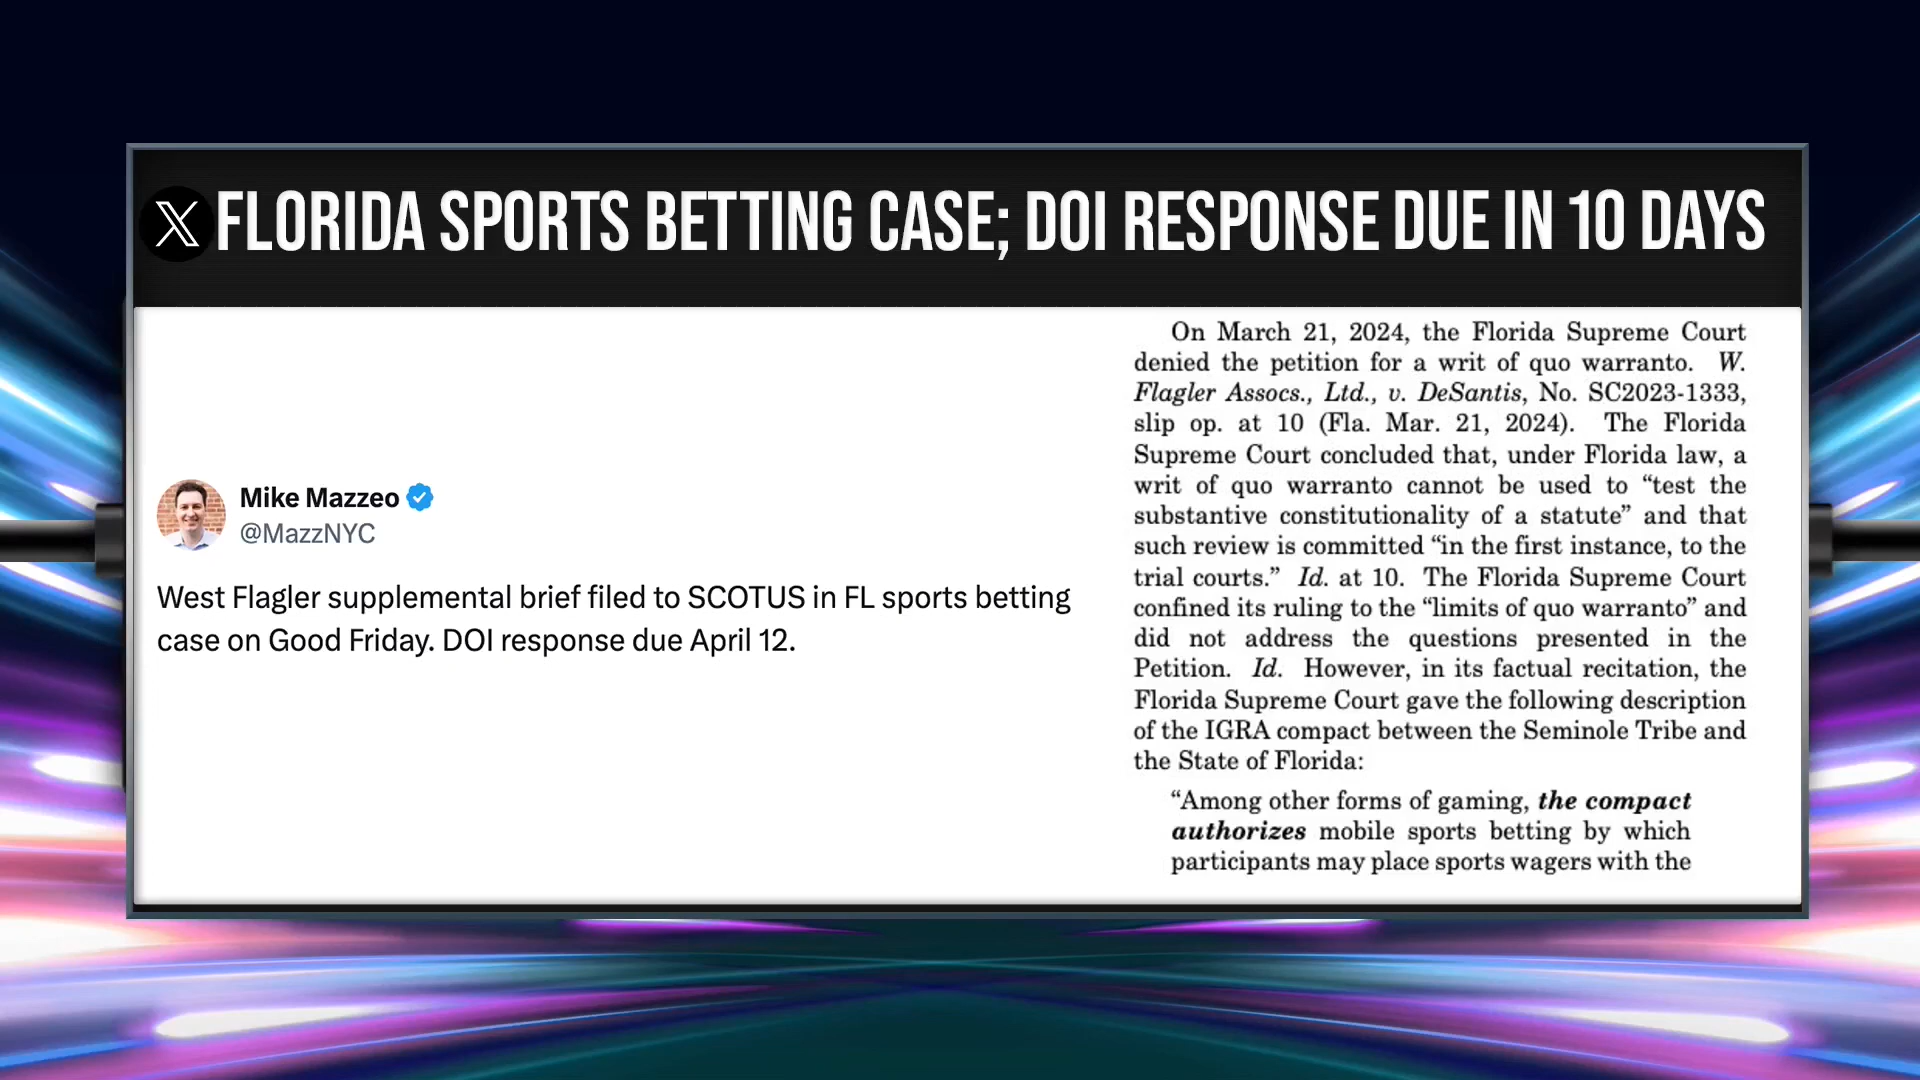 FLORIDA SPORTS BETTING CASE; DOI RESPONSE DUE IN 10 DAYS
Mike Mazzeo
@MazzNYC
West Flagler supplemental brief filed to SCOTUS in FL sports betting
case on Good Friday. DOI response due April 12.
On March 21, 2024, the Florida Supreme Court
denied the petition for a writ of quo warranto. W.
Flagler Assocs., Ltd., v. DeSantis, No. SC2023-1333,
slip op. at 10 (Fla. Mar. 21, 2024). The Florida
Supreme Court concluded that, under Florida law, a
writ of quo warranto cannot be used to “test the
substantive constitutionality of a statute” and that
such review is committed “in the first instance, to the
trial courts.” Id. at 10. The Florida Supreme Court
confined its ruling to the “limits of quo warranto” and
did not address the questions presented in the
Petition. Id. However, in its factual recitation, the
Florida Supreme Court gave the following description
of the IGRA compact between the Seminole Tribe and
the State of Florida:
“Among other forms of gaming, the compact
authorizes mobile sports betting by which
participants may place sports wagers with the